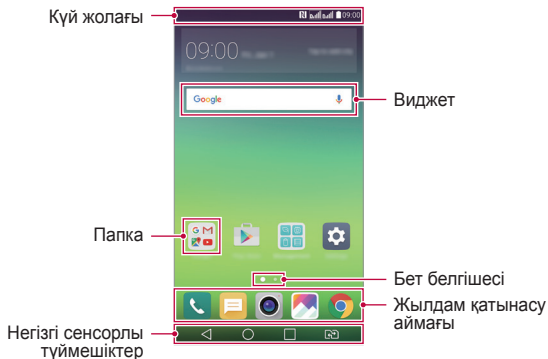 Күй жолағы
09:00
09:00
Google
Виджет
Папка
Бет белгішесі
Жылдам қатынасу
аймағы
Негізгі сенсорлы
түймешіктер